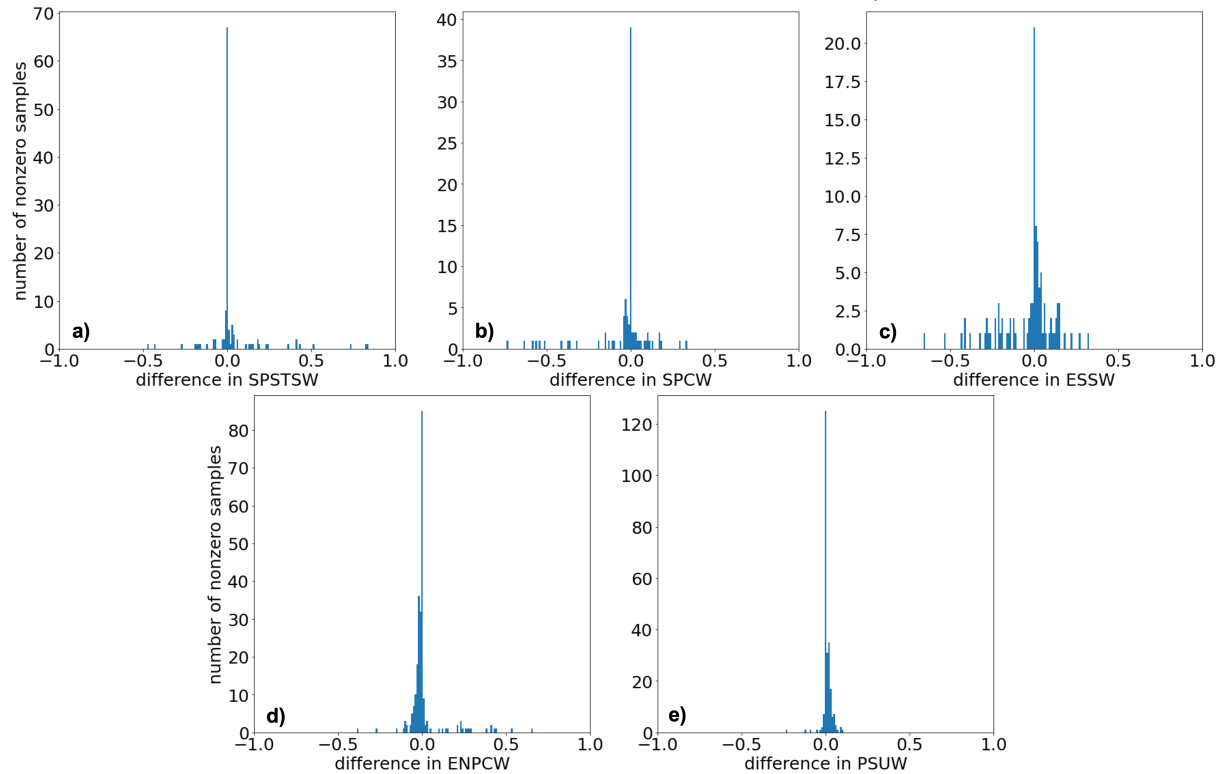 70
60
50
40
30
20
10
0
number of nonzero samples
a)
−1.0 −0.5 0.0 0.5 1.0
difference in SPSTSW
40
35
30
25
20
15
10
5
0
b)
−1.0 −0.5 0.0 0.5 1.0
difference in SPCW
20.0
17.5
15.0
12.5
10.0
7.5
5.0
2.5
0.0
c)
−1.0 −0.5 0.0 0.5 1.0
difference in ESSW
80
70
60
50
40
30
20
10
0
number of nonzero samples
d)
−1.0 −0.5 0.0 0.5 1.0
difference in ENPCW
120
100
80
60
40
20
0
e)
−1.0 −0.5 0.0 0.5 1.0
difference in PSUW